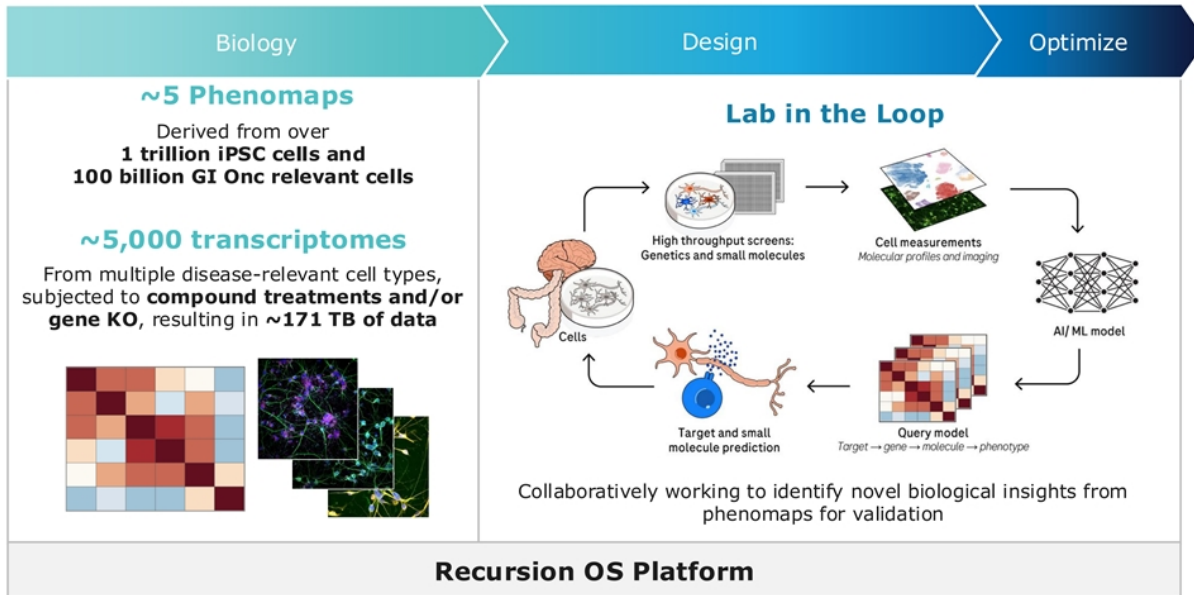 Biology
Design
Optimize
~5 Phenomaps
Derived from over
1 trillion iPSC cells and
100 billion GI Onc relevant cells
~5,000 transcriptomes
From multiple disease-relevant cell types,
subjected to compound treatments and/or
gene KO, resulting in ~171 TB of data
Lab in the Loop
High throughput screens:
Genetics and small molecules
Cell measurements
Molecular profiles and imaging
AI/ ML model
Query model
Target → gene → molecule → phenotype
Target and small
molecule prediction
Cells
Collaboratively working to identify novel biological insights from
phenomaps for validation
Recursion OS Platform